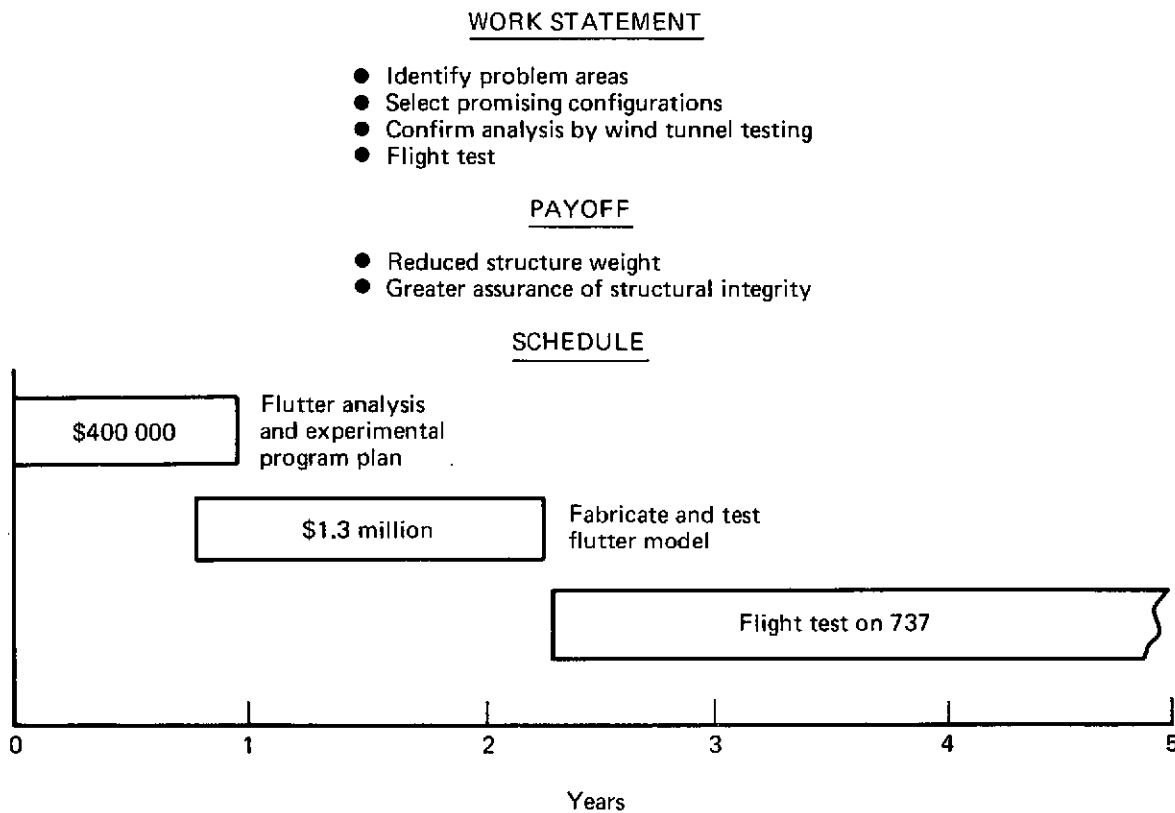 WORK STATEMENT
● Identify problem areas
● Select promising configurations
● Confirm analysis by wind tunnel testing
● Flight test
PAYOFF
● Reduced structure weight
● Greater assurance of structural integrity
SCHEDULE
$400 000
Flutter analysis
and experimental
program plan
$1.3 million
Fabricate and test
flutter model
Flight test on 737
0 1 2 3 4 5
Years